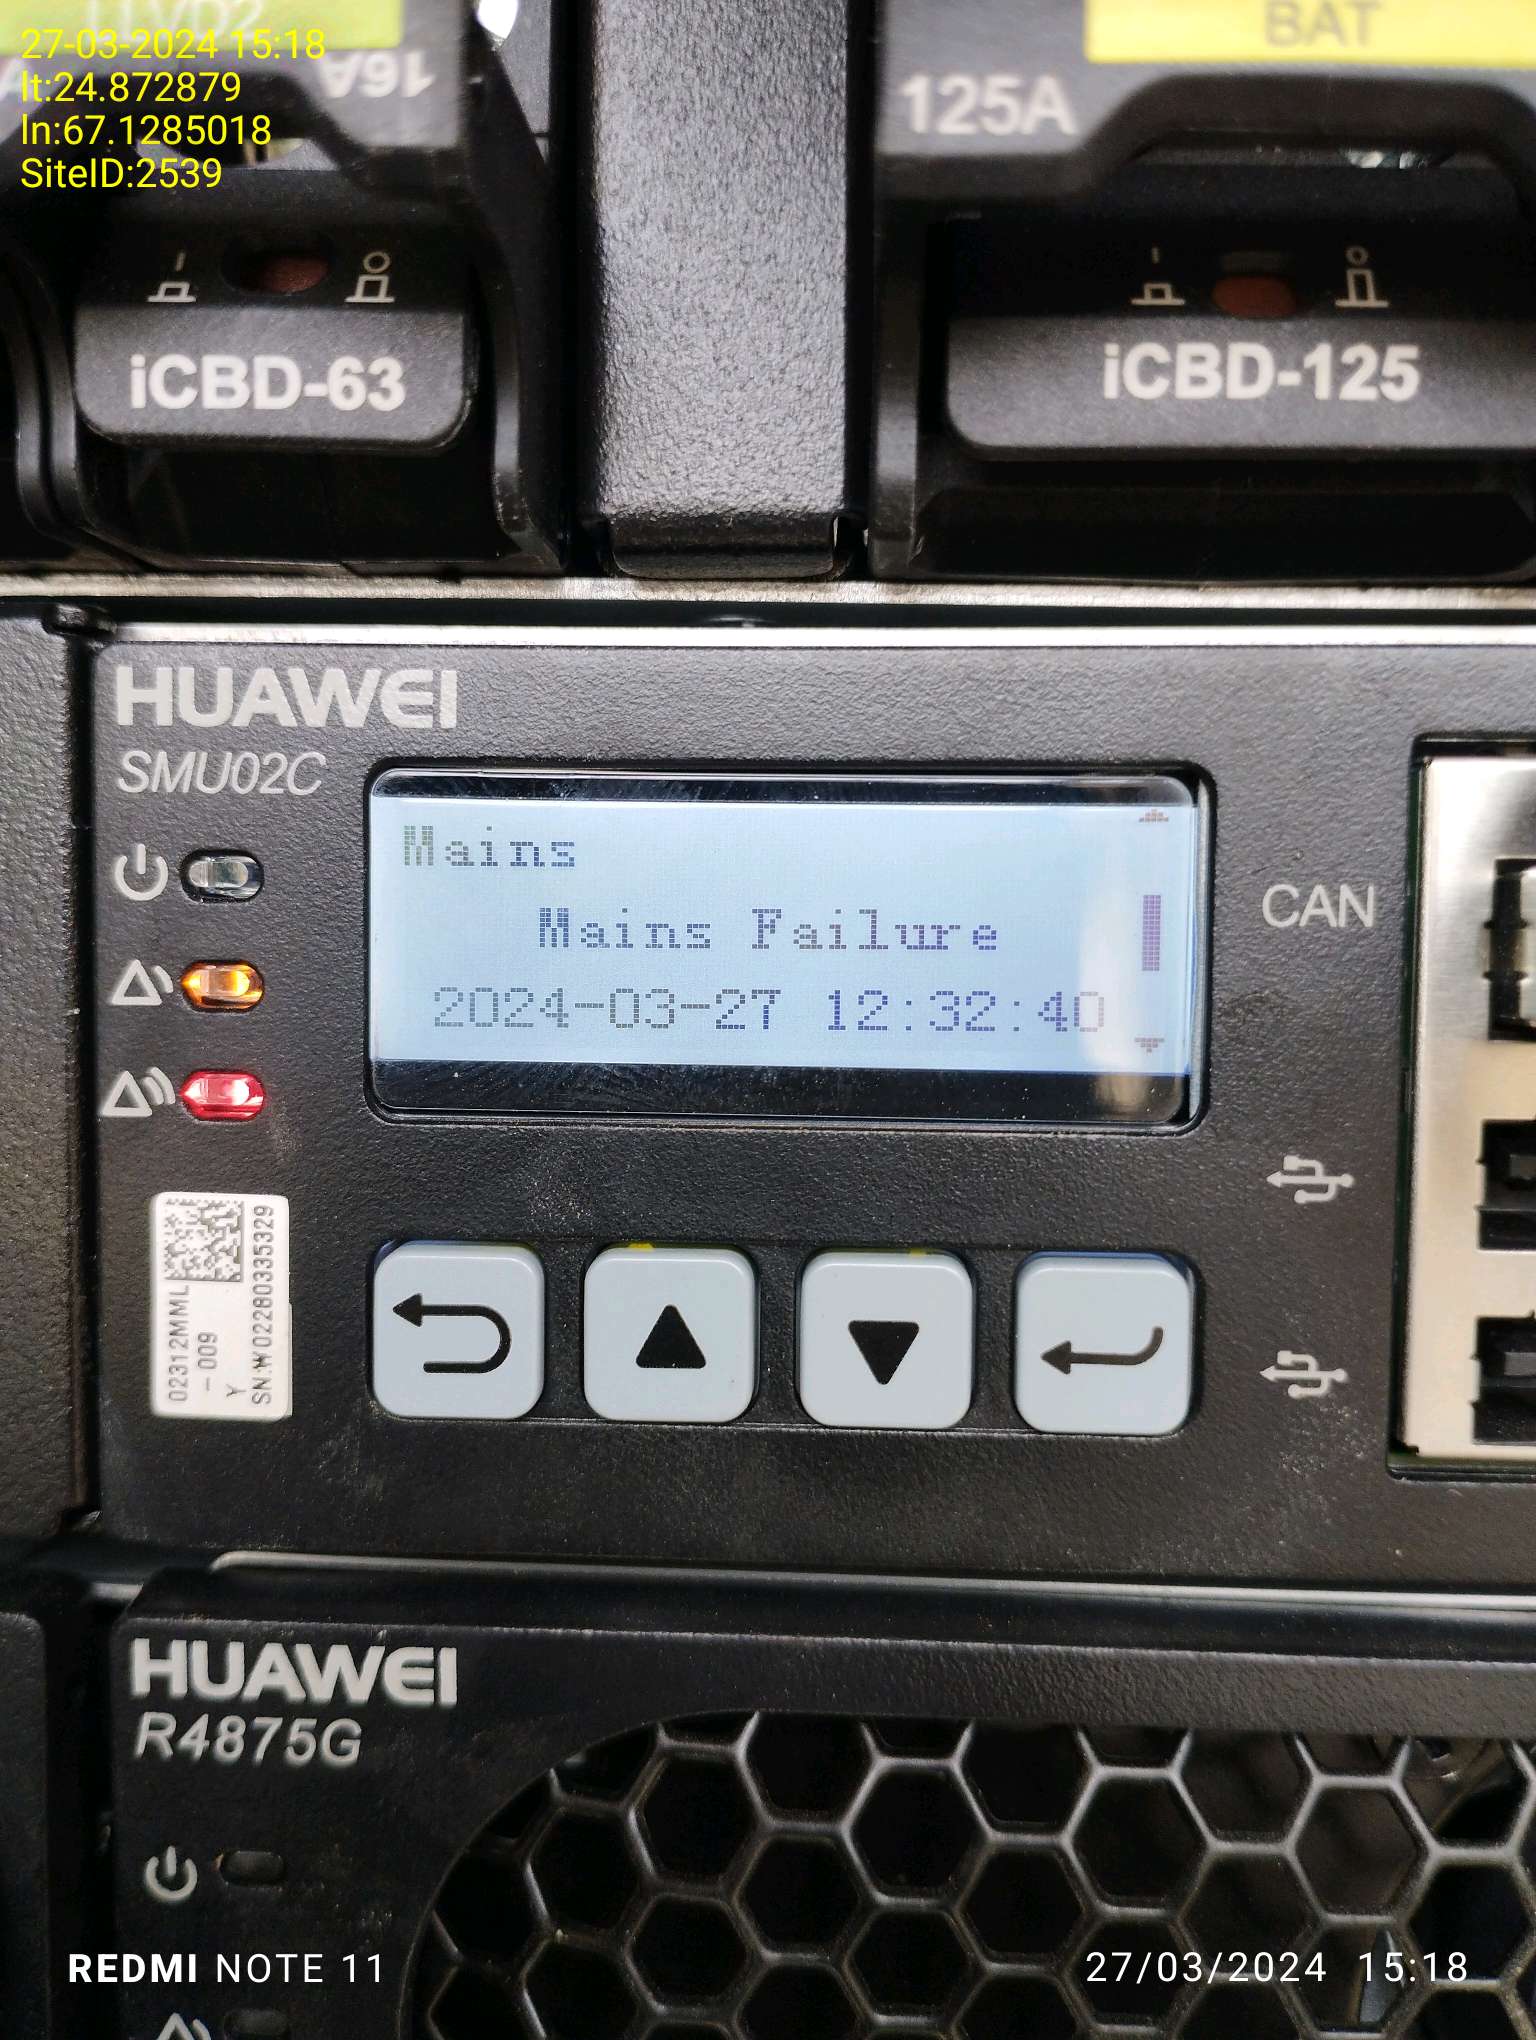 LLVD2
BAT
27-03-2024 15:18
lt:24.872879
ln:67.1285018
SiteID:2539
16A
125A
iCBD-63
iCBD-125
HUAWEI
SMU02C
Mains
Mains Failure
2024-03-27 12:32:40
CAN
02312MML
-009
Y
SN:W02280335329
HUAWEI
R4875G
REDMI NOTE 11
27/03/2024 15:18